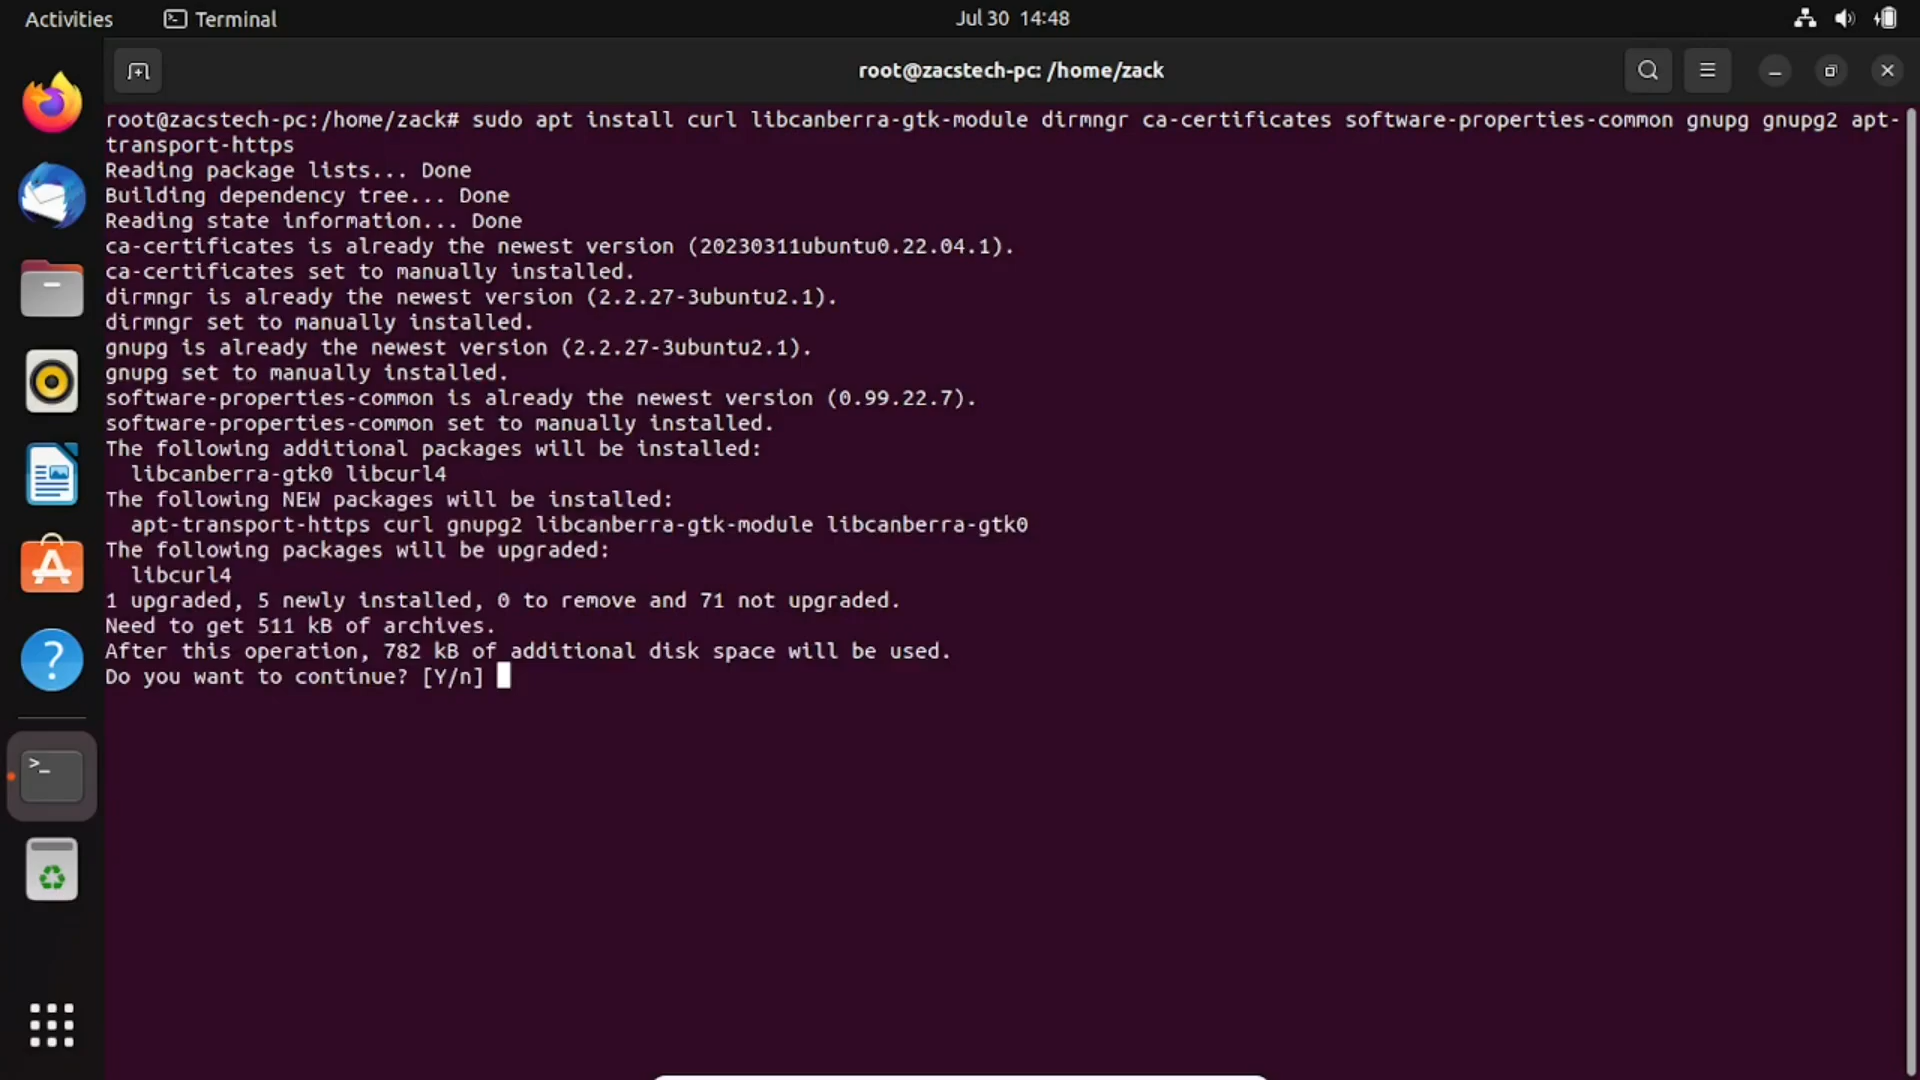 Activities
Terminal
Jul 30 14:48
root@zacstech-pc: /home/zack
root@zacstech-pc:/home/zack# sudo apt install curl libcanberra-gtk-module dirmngr ca-certificates software-properties-common gnupg gnupg2 apt-
transport-https
Reading package lists... Done
Building dependency tree... Done
Reading state information... Done
ca-certificates is already the newest version (20230311ubuntu0.22.04.1).
ca-certificates set to manually installed.
dirmngr is already the newest version (2.2.27-3ubuntu2.1).
dirmngr set to manually installed.
gnupg is already the newest version (2.2.27-3ubuntu2.1).
gnupg set to manually installed.
software-properties-common is already the newest version (0.99.22.7).
software-properties-common set to manually installed.
The following additional packages will be installed:
  libcanberra-gtk0 libcurl4
The following NEW packages will be installed:
  apt-transport-https curl gnupg2 libcanberra-gtk-module libcanberra-gtk0
The following packages will be upgraded:
  libcurl4
1 upgraded, 5 newly installed, 0 to remove and 71 not upgraded.
Need to get 511 kB of archives.
After this operation, 782 kB of additional disk space will be used.
Do you want to continue? [Y/n]